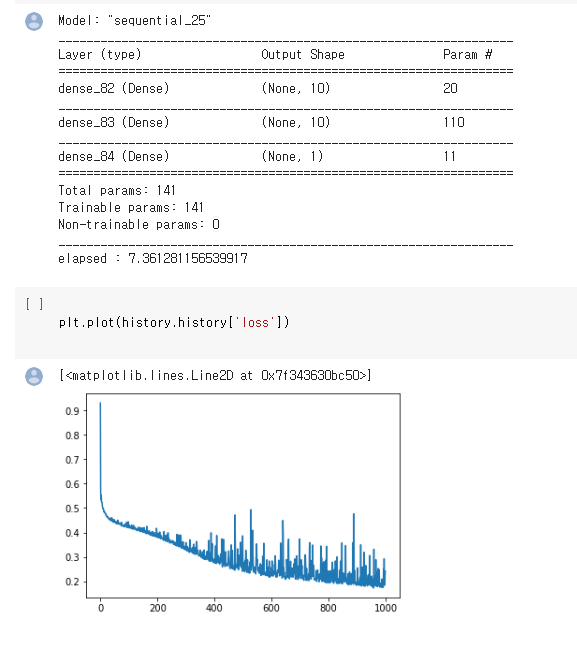 Model: "sequential_25"
Layer (type) Output Shape Param #
dense_82 (Dense) (None, 10) 20
dense_83 (Dense) (None, 10) 110
dense_84 (Dense) (None, 1) 11
Total params: 141
Trainable params: 141
Non-trainable params: 0
elapsed : 7.361281156539917
[ ]
plt.plot(history.history['loss'])
[<matplotlib.lines.Line2D at 0x7f343630bc50>]
0.9
0.8
0.7
0.6
0.5
0.4
0.3
0.2
0 200 400 600 800 1000